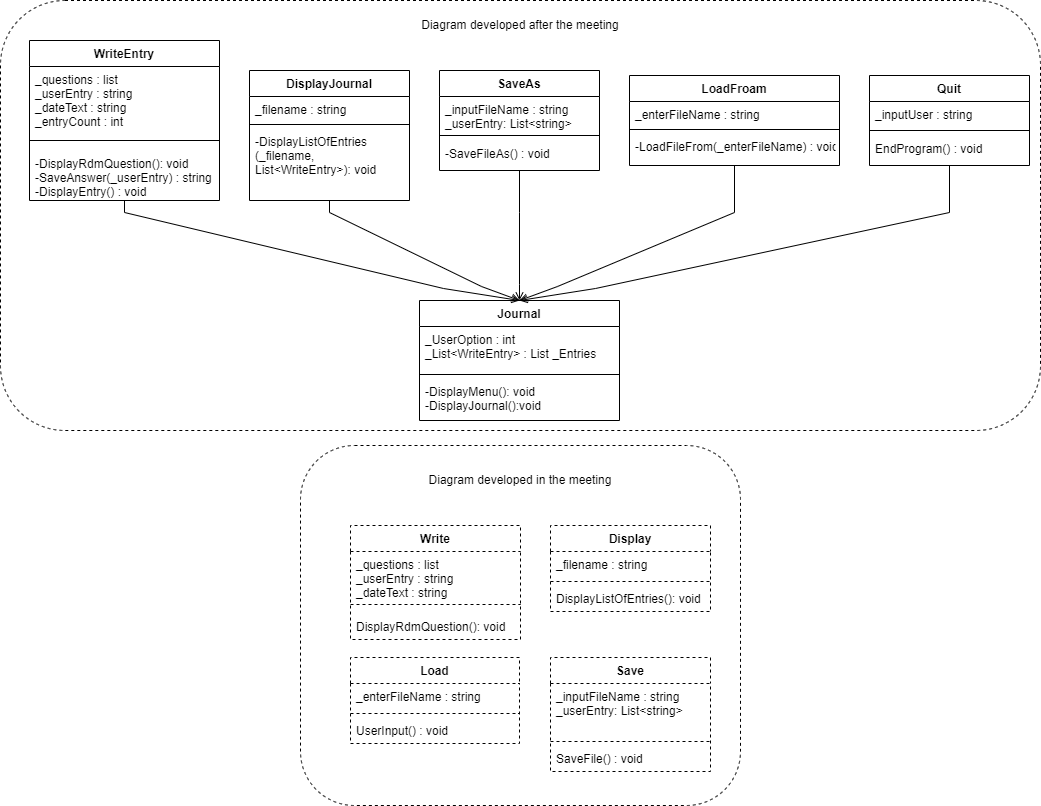 Diagram developed after the meeting
WriteEntry
_questions : list
_userEntry : string
_dateText : string
_entryCount : int
-DisplayRdmQuestion(): void
-SaveAnswer(_userEntry) : string
-DisplayEntry() : void
DisplayJournal
_filename : string
-DisplayListOfEntries
(_filename,
List<WriteEntry>): void
SaveAs
_inputFileName : string
_userEntry: List<string>
-SaveFileAs() : void
LoadFroam
_enterFileName : string
-LoadFileFrom(_enterFileName) : void
Quit
_inputUser : string
EndProgram() : void
Journal
_UserOption : int
_List<WriteEntry> : List _Entries
-DisplayMenu(): void
-DisplayJournal():void
Diagram developed in the meeting
Write
_questions : list
_userEntry : string
_dateText : string
DisplayRdmQuestion(): void
Display
_filename : string
DisplayListOfEntries(): void
Load
_enterFileName : string
UserInput() : void
Save
_inputFileName : string
_userEntry: List<string>
SaveFile() : void